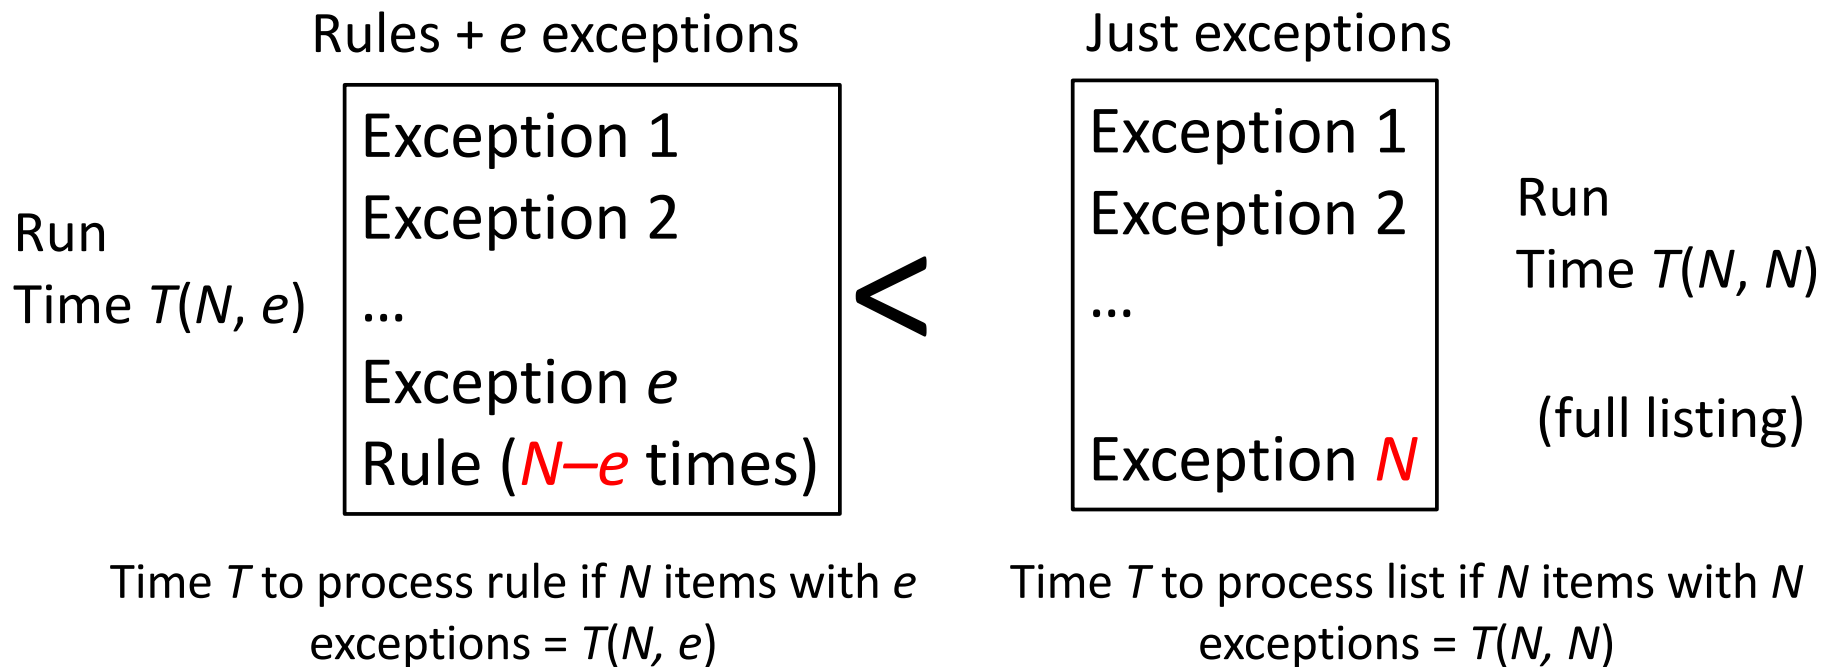 Rules + e exceptions
Exception 1
Exception 2
...
Exception e
Rule (N–e times)
Run
Time T(N, e)
<
Just exceptions
Exception 1
Exception 2
...
Exception N
Run
Time T(N, N)
(full listing)
Time T to process rule if N items with e
exceptions = T(N, e)
Time T to process list if N items with N
exceptions = T(N, N)